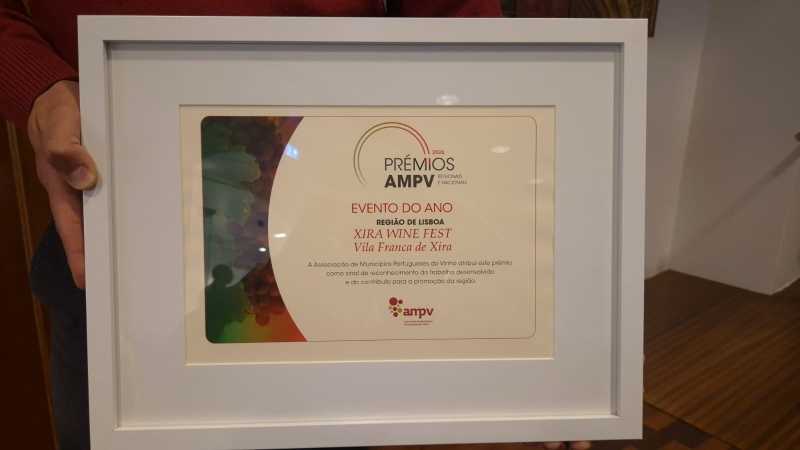 PRÉMIOS
AMPV
REGIONAIS
E NACIONAIS
EVENTO DO ANO
REGIÃO DE LISBOA
XIRA WINE FEST
Vila Franca de Xira
A Associação de Municípios Portugueses do Vinho atribui este prémio
como sinal de reconhecimento do trabalho desenvolvido
e do contributo para a promoção da região.
ampv